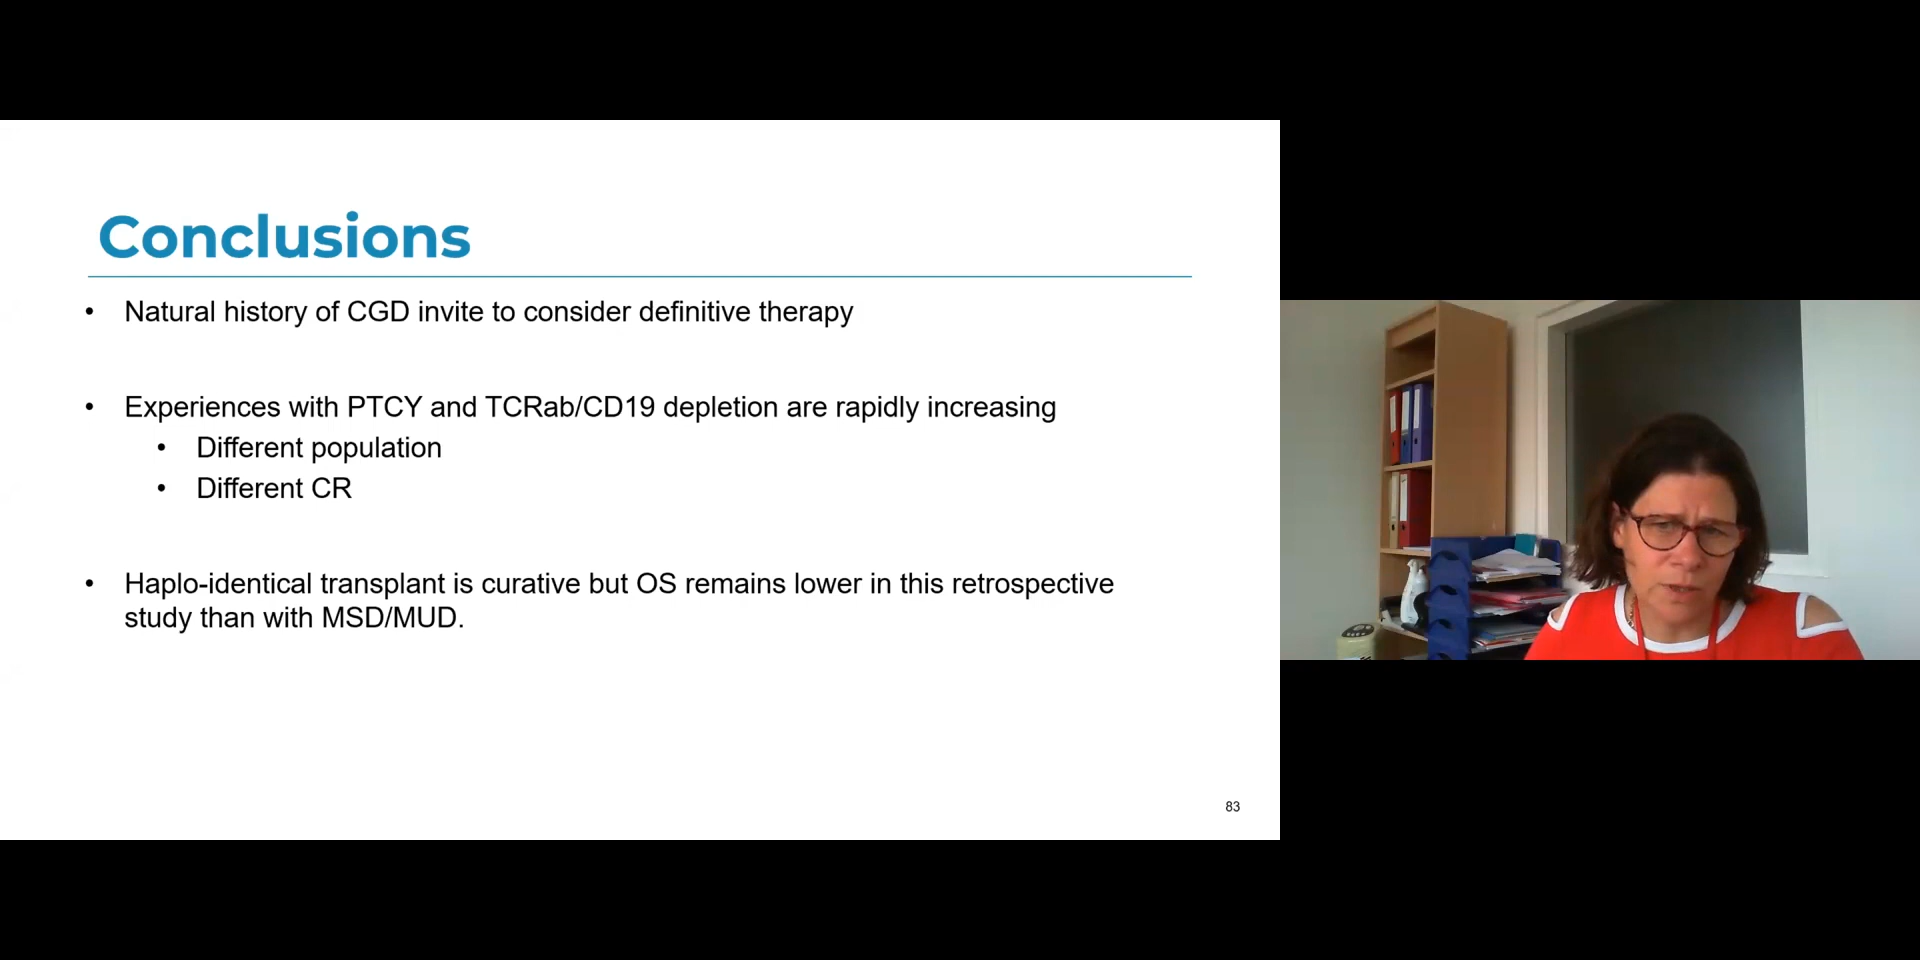 Conclusions
• Natural history of CGD invite to consider definitive therapy
• Experiences with PTCY and TCRab/CD19 depletion are rapidly increasing
• Different population
• Different CR
• Haplo-identical transplant is curative but OS remains lower in this retrospective
study than with MSD/MUD.
83